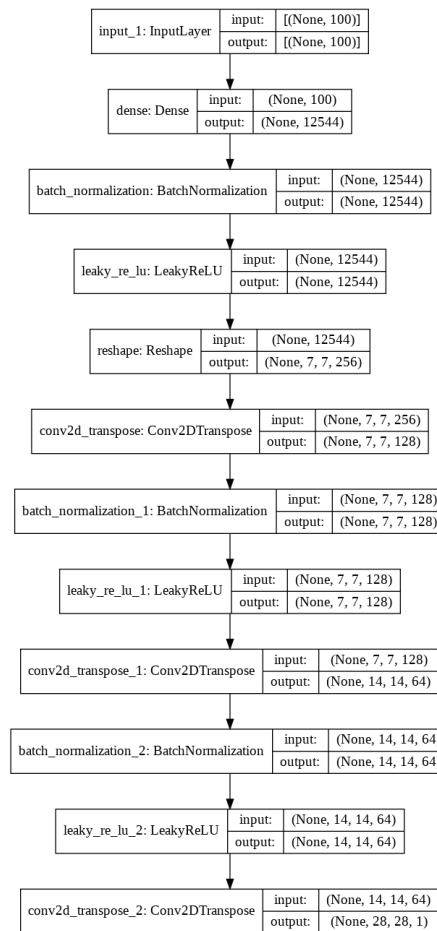 input_1: InputLayer input: [(None, 100)]
output: [(None, 100)]
dense: Dense input: (None, 100)
output: (None, 12544)
batch_normalization: BatchNormalization input: (None, 12544)
output: (None, 12544)
leaky_re_lu: LeakyReLU input: (None, 12544)
output: (None, 12544)
reshape: Reshape input: (None, 12544)
output: (None, 7, 7, 256)
conv2d_transpose: Conv2DTranspose input: (None, 7, 7, 256)
output: (None, 7, 7, 128)
batch_normalization_1: BatchNormalization input: (None, 7, 7, 128)
output: (None, 7, 7, 128)
leaky_re_lu_1: LeakyReLU input: (None, 7, 7, 128)
output: (None, 7, 7, 128)
conv2d_transpose_1: Conv2DTranspose input: (None, 7, 7, 128)
output: (None, 14, 14, 64)
batch_normalization_2: BatchNormalization input: (None, 14, 14, 64)
output: (None, 14, 14, 64)
leaky_re_lu_2: LeakyReLU input: (None, 14, 14, 64)
output: (None, 14, 14, 64)
conv2d_transpose_2: Conv2DTranspose input: (None, 14, 14, 64)
output: (None, 28, 28, 1)